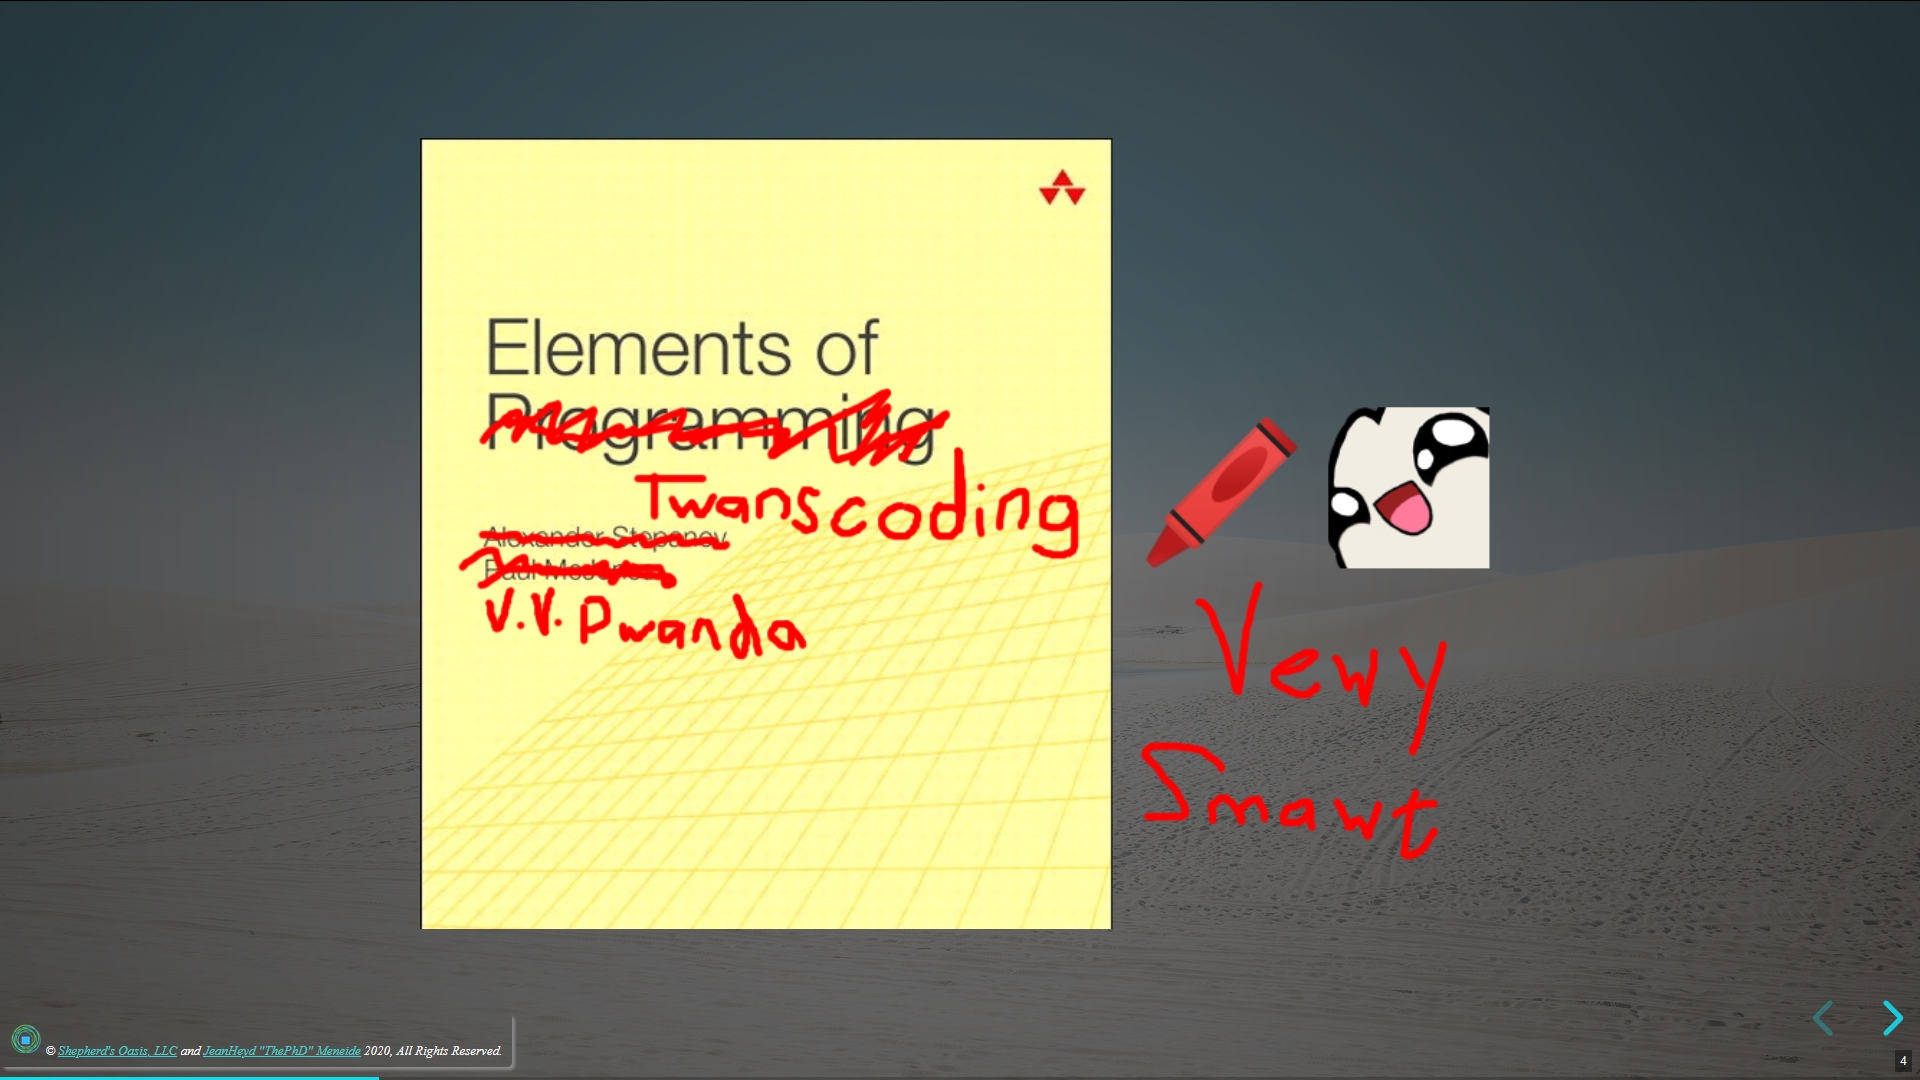 Elements of
Programming
Twanscoding
Alexander Stepanov
Paul McJones
V.V. Pwanda
Vewy
Smawt
© Shepherd's Oasis, LLC and JeanHeyd "ThePhD" Meneide 2020, All Rights Reserved.
4